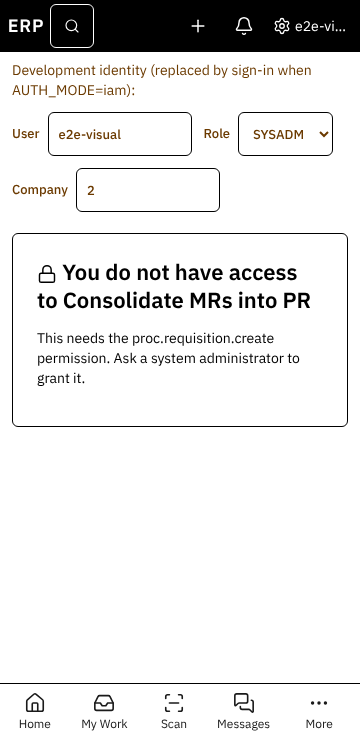 ERP
e2e-vi...
Development identity (replaced by sign-in when
AUTH_MODE=iam):
User e2e-visual Role SYSADM
Company 2
You do not have access
to Consolidate MRs into PR
This needs the proc.requisition.create
permission. Ask a system administrator to
grant it.
Home My Work Scan Messages More